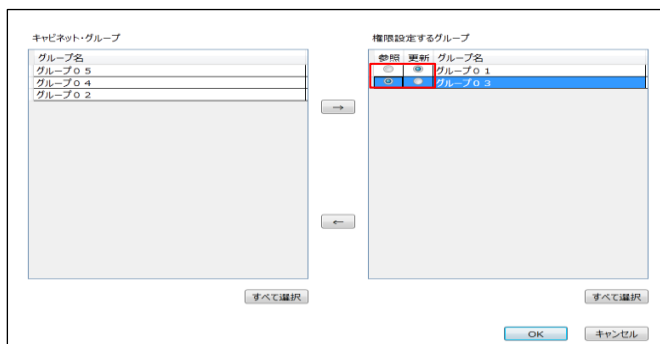 キャビネット・グループ
グループ名
グループ０５
グループ０４
グループ０２
→
←
すべて選択
権限設定するグループ
参照 更新 グループ名
グループ０１
グループ０３
すべて選択
OK キャンセル